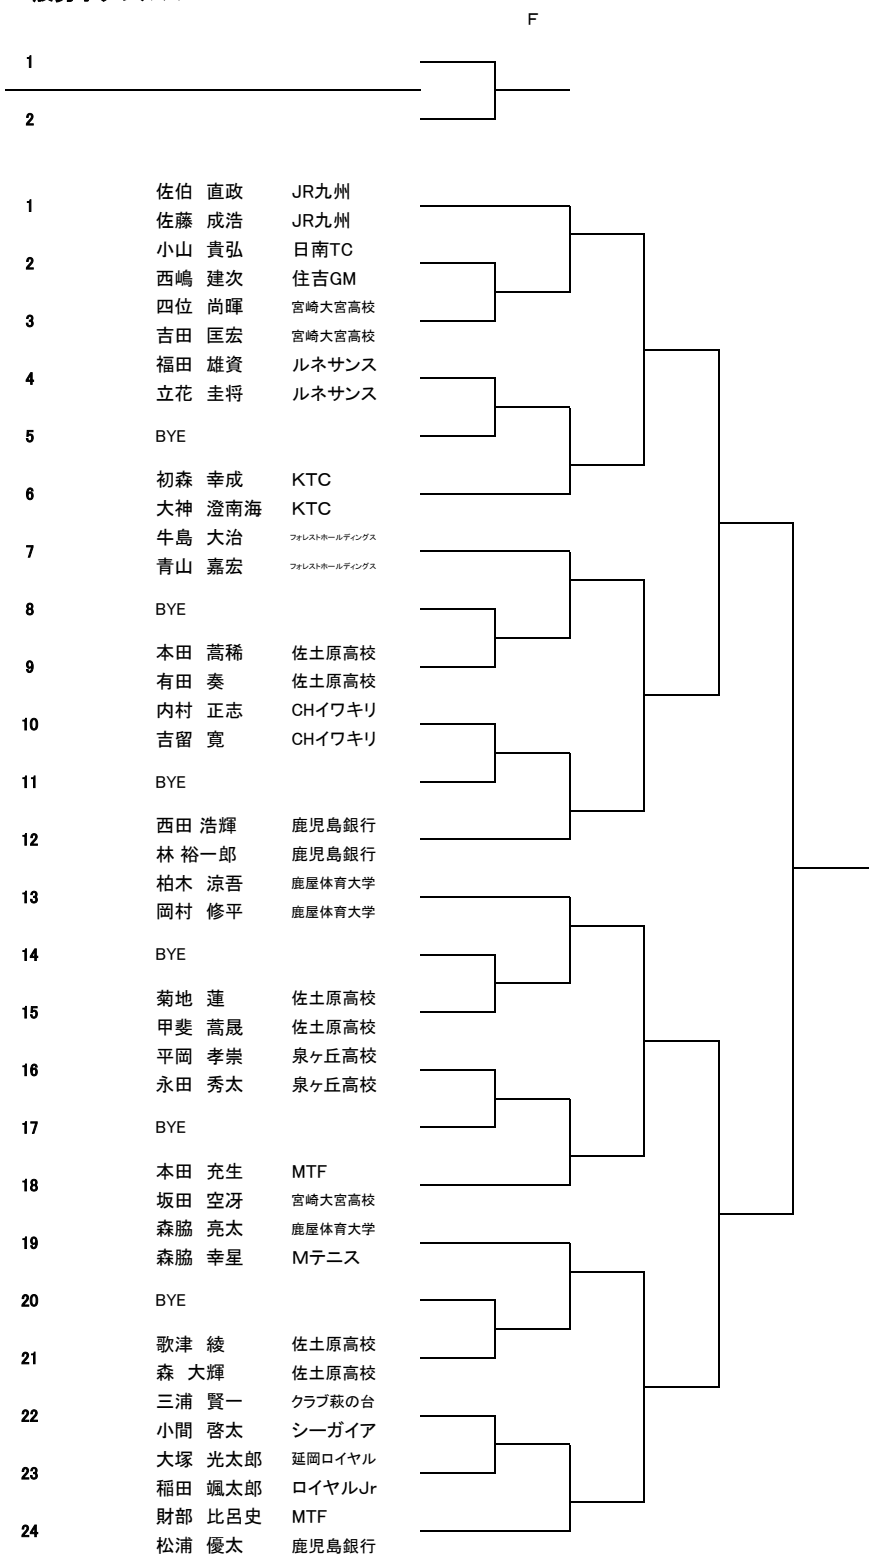 F
1
2
佐伯 直政 JR九州
1
佐藤 成浩 JR九州
小山 貴弘 日南TC
2
西嶋 建次 住吉GM
四位 尚暉 宮崎大宮高校
3
吉田 匡宏 宮崎大宮高校
福田 雄資 ルネサンス
4
立花 圭将 ルネサンス
5 BYE
初森 幸成 KTC
6
大神 澄南海 KTC
牛島 大治 フォレストホールディングス
7
青山 嘉宏 フォレストホールディングス
8 BYE
本田 蒿稀 佐土原高校
9
有田 奏 佐土原高校
内村 正志 CHイワキリ
10
吉留 寛 CHイワキリ
11 BYE
西田 浩輝 鹿児島銀行
12
林 裕一郎 鹿児島銀行
柏木 涼吾 鹿屋体育大学
13
岡村 修平 鹿屋体育大学
14 BYE
菊地 蓮 佐土原高校
15
甲斐 蒿晟 佐土原高校
平岡 孝崇 泉ヶ丘高校
16
永田 秀太 泉ヶ丘高校
17 BYE
本田 充生 MTF
18
坂田 空冴 宮崎大宮高校
森脇 亮太 鹿屋体育大学
19
森脇 幸星 Mテニス
20 BYE
歌津 綾 佐土原高校
21
森 大輝 佐土原高校
三浦 賢一 クラブ萩の台
22
小間 啓太 シーガイア
大塚 光太郎 延岡ロイヤル
23
稲田 颯太郎 ロイヤルJr
財部 比呂史 MTF
24
松浦 優太 鹿児島銀行